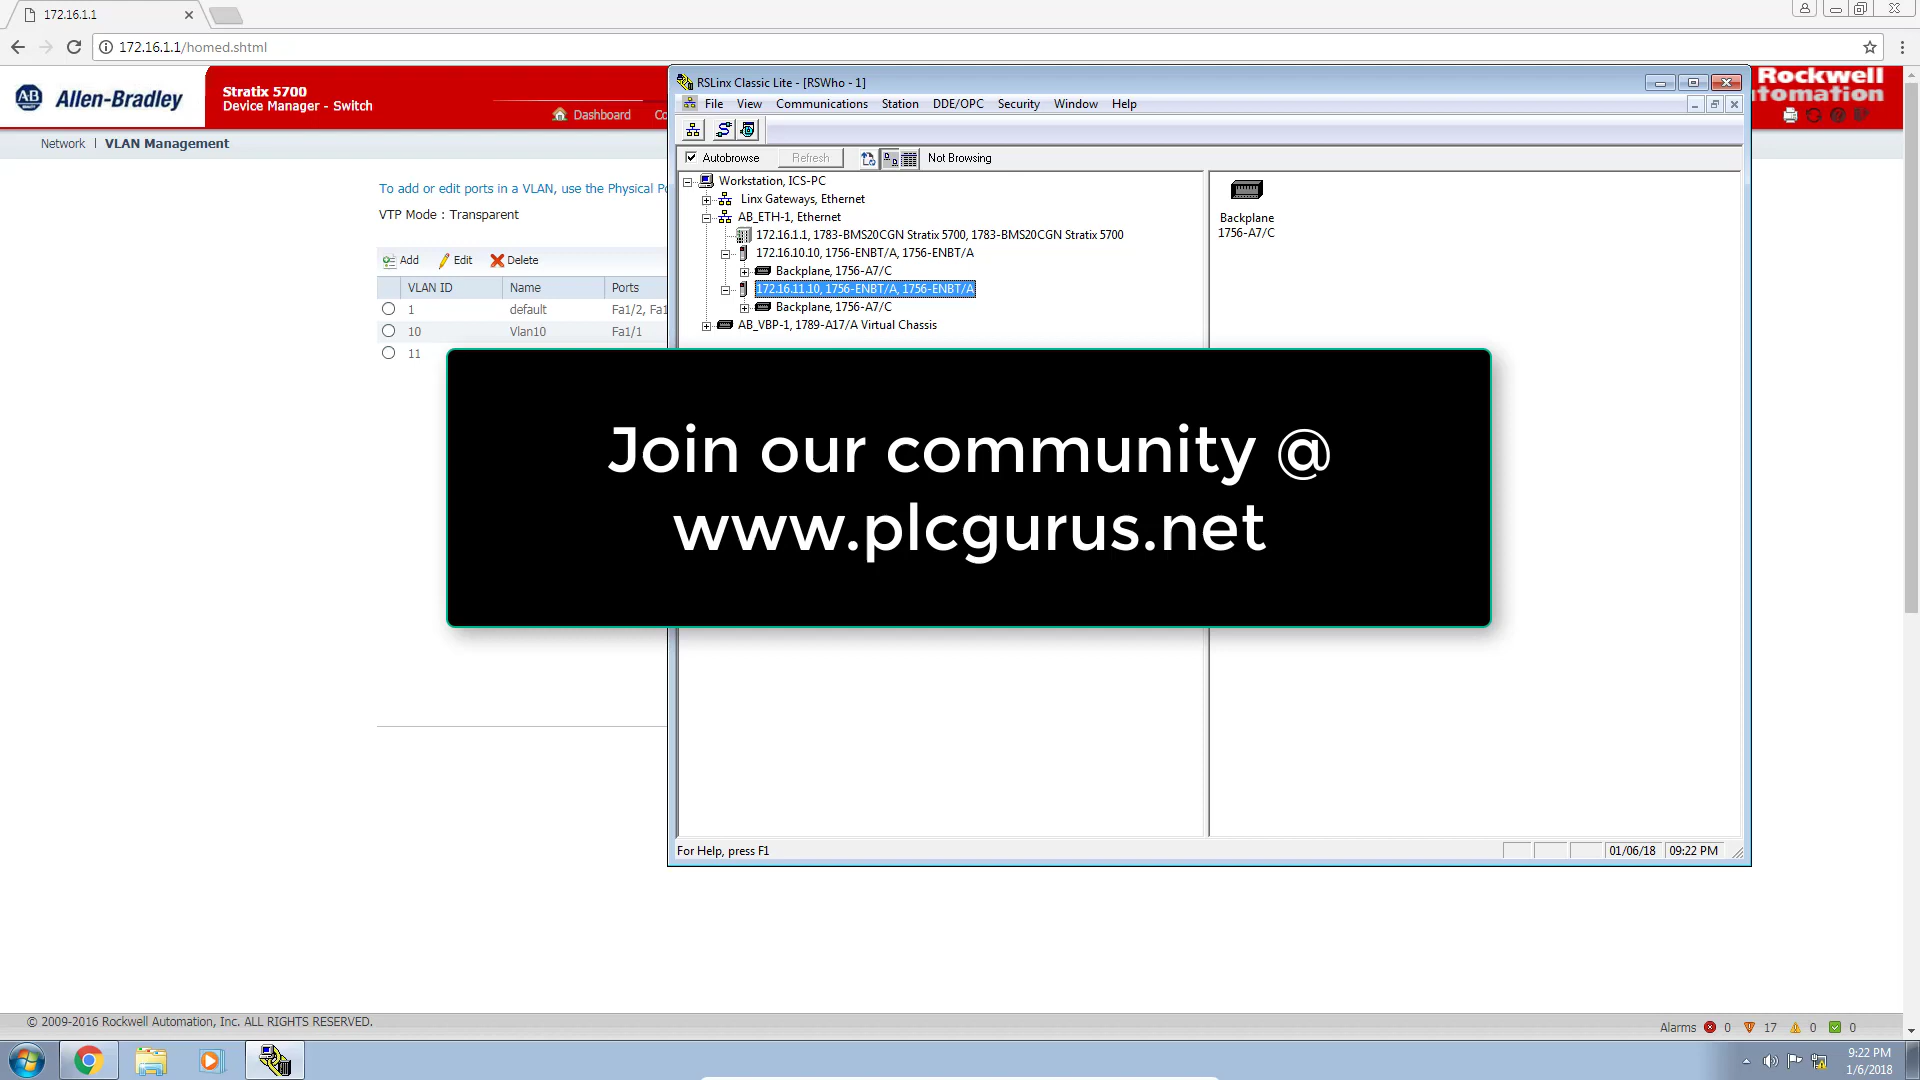 172.16.1.1
172.16.1.1/homed.shtml
AB Allen-Bradley
Stratix 5700
Device Manager - Switch
Dashboard
Co
Rockwell
tomation
Network | VLAN Management
To add or edit ports in a VLAN, use the Physical Po
VTP Mode : Transparent
Add Edit Delete
VLAN ID Name Ports
1 default Fa1/2, Fa1
10 Vlan10 Fa1/1
11
RSLinx Classic Lite - [RSWho - 1]
File View Communications Station DDE/OPC Security Window Help
Autobrowse Refresh Not Browsing
Workstation, ICS-PC
Linx Gateways, Ethernet
AB_ETH-1, Ethernet
172.16.1.1, 1783-BMS20CGN Stratix 5700, 1783-BMS20CGN Stratix 5700
172.16.10.10, 1756-ENBT/A, 1756-ENBT/A
Backplane, 1756-A7/C
172.16.11.10, 1756-ENBT/A, 1756-ENBT/A
Backplane, 1756-A7/C
AB_VBP-1, 1789-A17/A Virtual Chassis
Backplane
1756-A7/C
Join our community @
www.plcgurus.net
For Help, press F1
01/06/18 09:22 PM
© 2009-2016 Rockwell Automation, Inc. ALL RIGHTS RESERVED.
Alarms 0 17 0 0
9:22 PM
1/6/2018